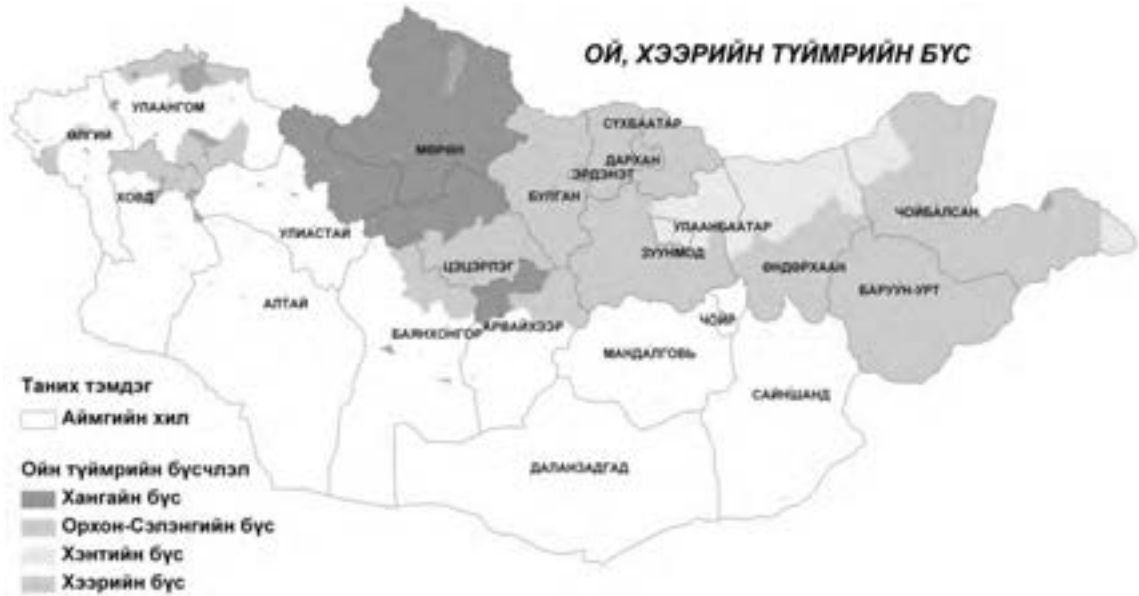 ОЙ, ХЭЭРИЙН ТҮЙМРИЙН БҮС
УЛААНГОМ
ӨЛГИЙ
ХОВД
МӨРӨН
СҮХБААТАР
ДАРХАН
ЭРДЭНЭТ
БУЛГАН
УЛИАСТАЙ
УЛААНБААТАР
ЗУУНМОД
ЧОЙБАЛСАН
ЦЭЦЭРЛЭГ
ӨНДӨРХААН
БАРУУН-УРТ
АЛТАЙ
БАЯНХОНГОР
АРВАЙХЭЭР
ЧОЙР
МАНДАЛГОВЬ
САЙНШАНД
ДАЛАНЗАДГАД
Таних тэмдэг
Аймгийн хил
Ойн түймрийн бүсчлэл
Хангайн бүс
Орхон-Сэлэнгийн бүс
Хэнтийн бүс
Хээрийн бүс